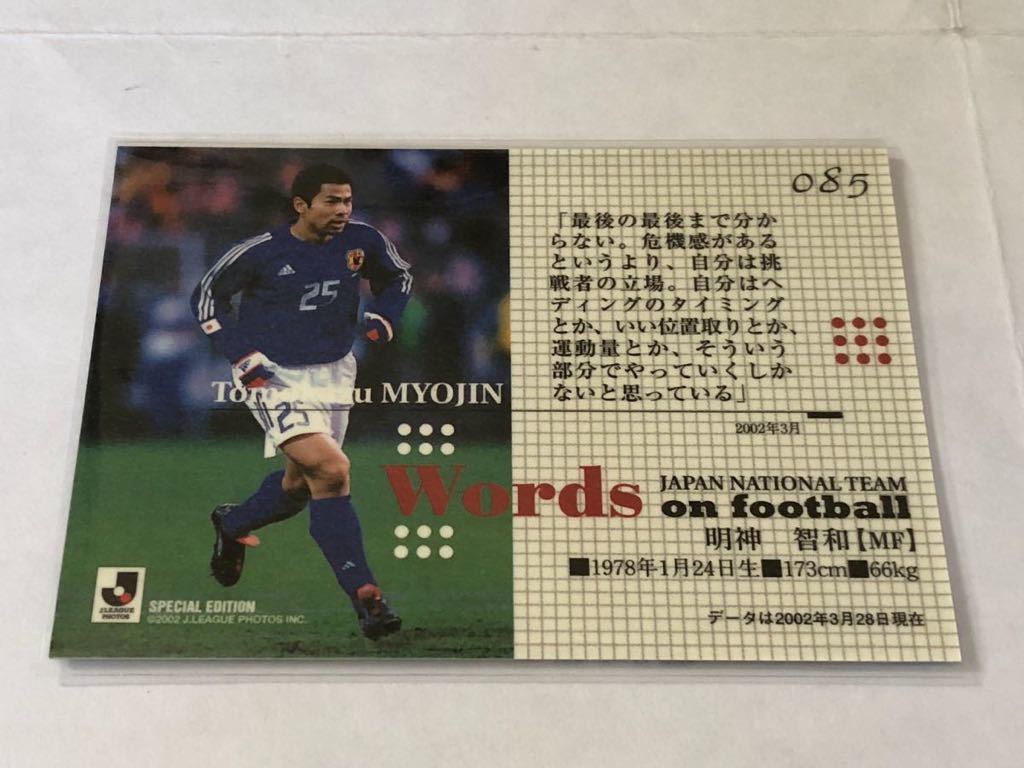 085
「最後の最後まで分か
らない。危機感がある
というより、自分は挑
戦者の立場。自分はヘ
ディングのタイミング
とか、いい位置取りとか、
運動量とか、そういう
部分でやっていくしか
ないと思っている」
2002年3月
25
25
MYOJIN
Words
JAPAN NATIONAL TEAM
on football
明神 智和【MF】
■1978年1月24日生■173cm■66kg
データは2002年3月28日現在
J.LEAGUE
PHOTOS
SPECIAL EDITION
©2002 J.LEAGUE PHOTOS INC.